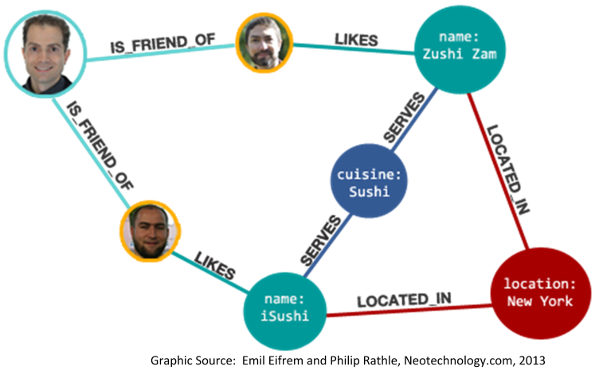 IS_FRIEND_OF
LIKES
name:
Zushi Zam
IS_FRIEND_OF
SERVES
LOCATED_IN
cuisine:
Sushi
LIKES
SERVES
name:
iSushi
LOCATED_IN
location:
New York
Graphic Source: Emil Eifrem and Philip Rathle, Neotechnology.com, 2013